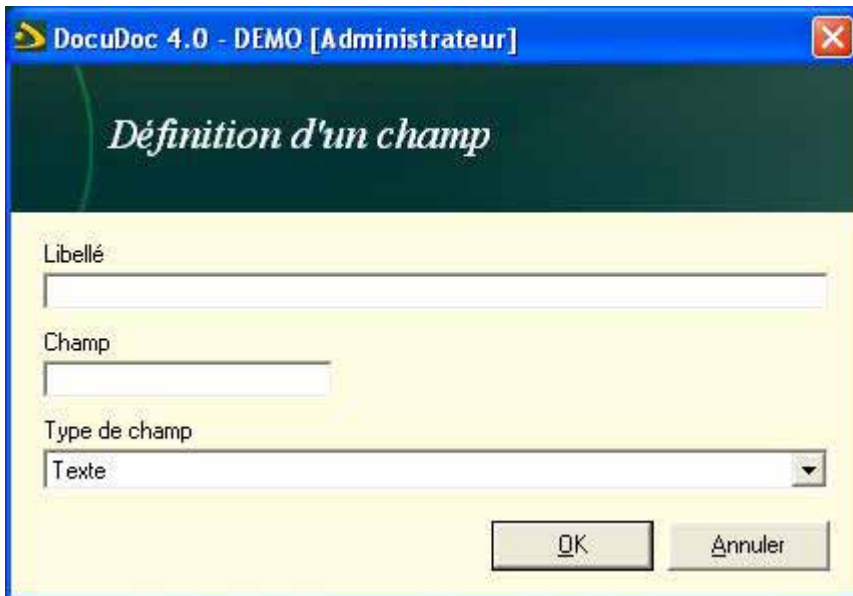 DocuDoc 4.0 - DEMO [Administrateur]
Définition d'un champ
Libellé
Champ
Type de champ
Texte
OK Annuler